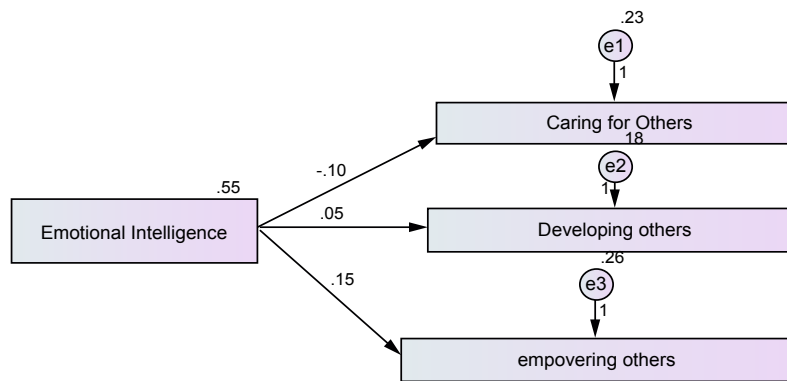 .23
e1
1
Caring for Others
.18
-.10
e2
1
.55
.05
Emotional Intelligence
Developing others
.26
.15
e3
1
empovering others